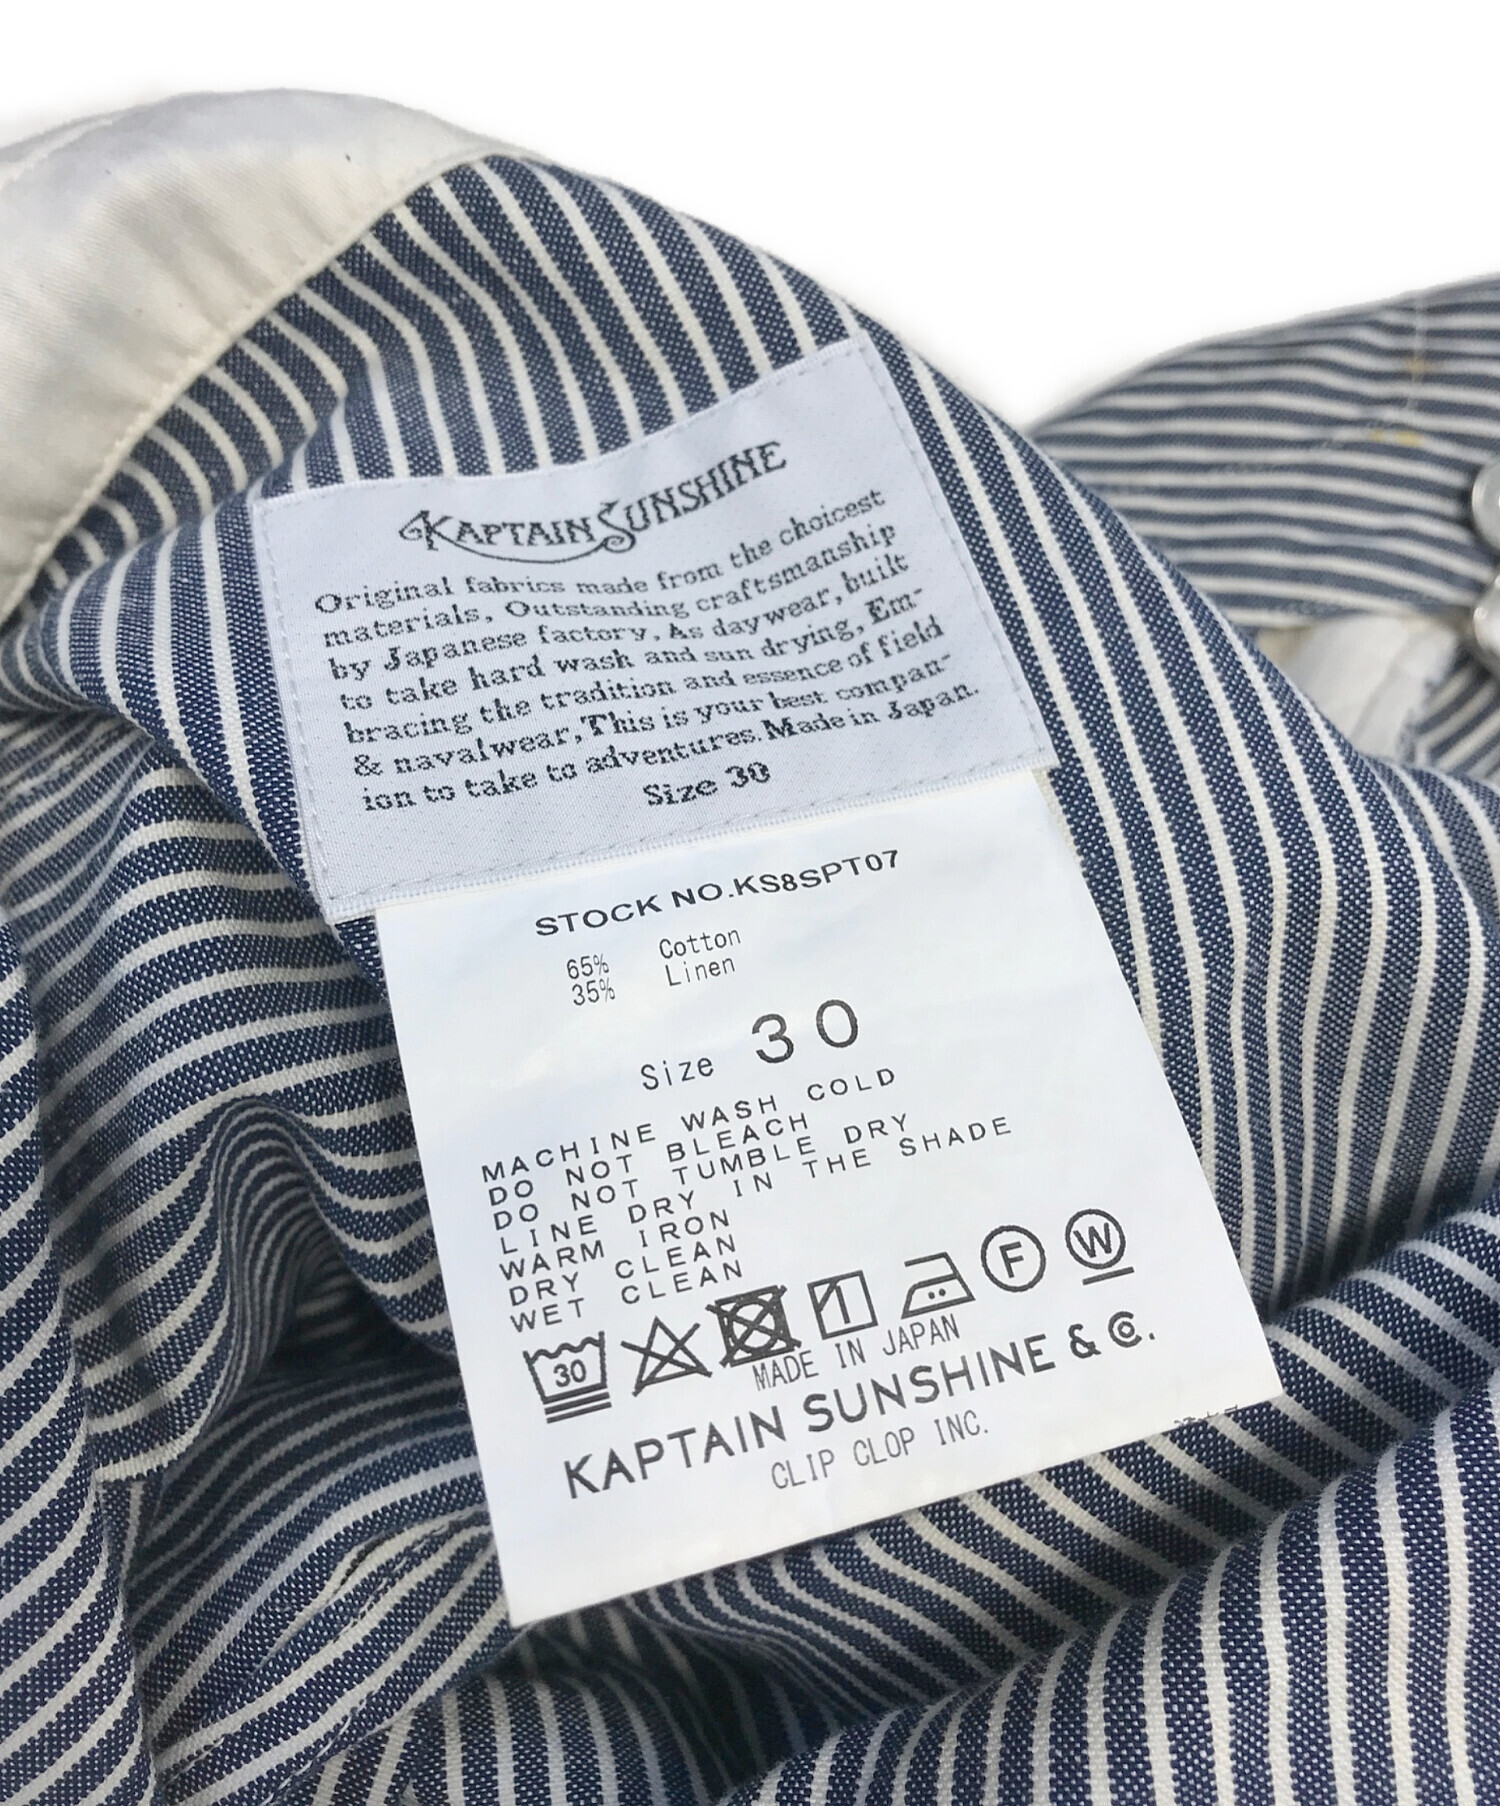 KAPTAIN SUNSHINE
Original fabrics made from the choicest
materials, Outstanding craftsmanship
by Japanese factory, As daywear, built
to take hard wash and sun drying, Em-
bracing the tradition and essence of field
& navalwear, This is your best compan-
ion to take to adventures. Made in Japan.
Size 30
STOCK NO.KS8SPT07
65% Cotton
35% Linen
Size 30
MACHINE WASH COLD
DO NOT BLEACH
DO NOT TUMBLE DRY
LINE DRY IN THE SHADE
WARM IRON
DRY CLEAN
WET CLEAN
30 F W
MADE IN JAPAN
KAPTAIN SUNSHINE & Co.
CLIP CLOP INC.